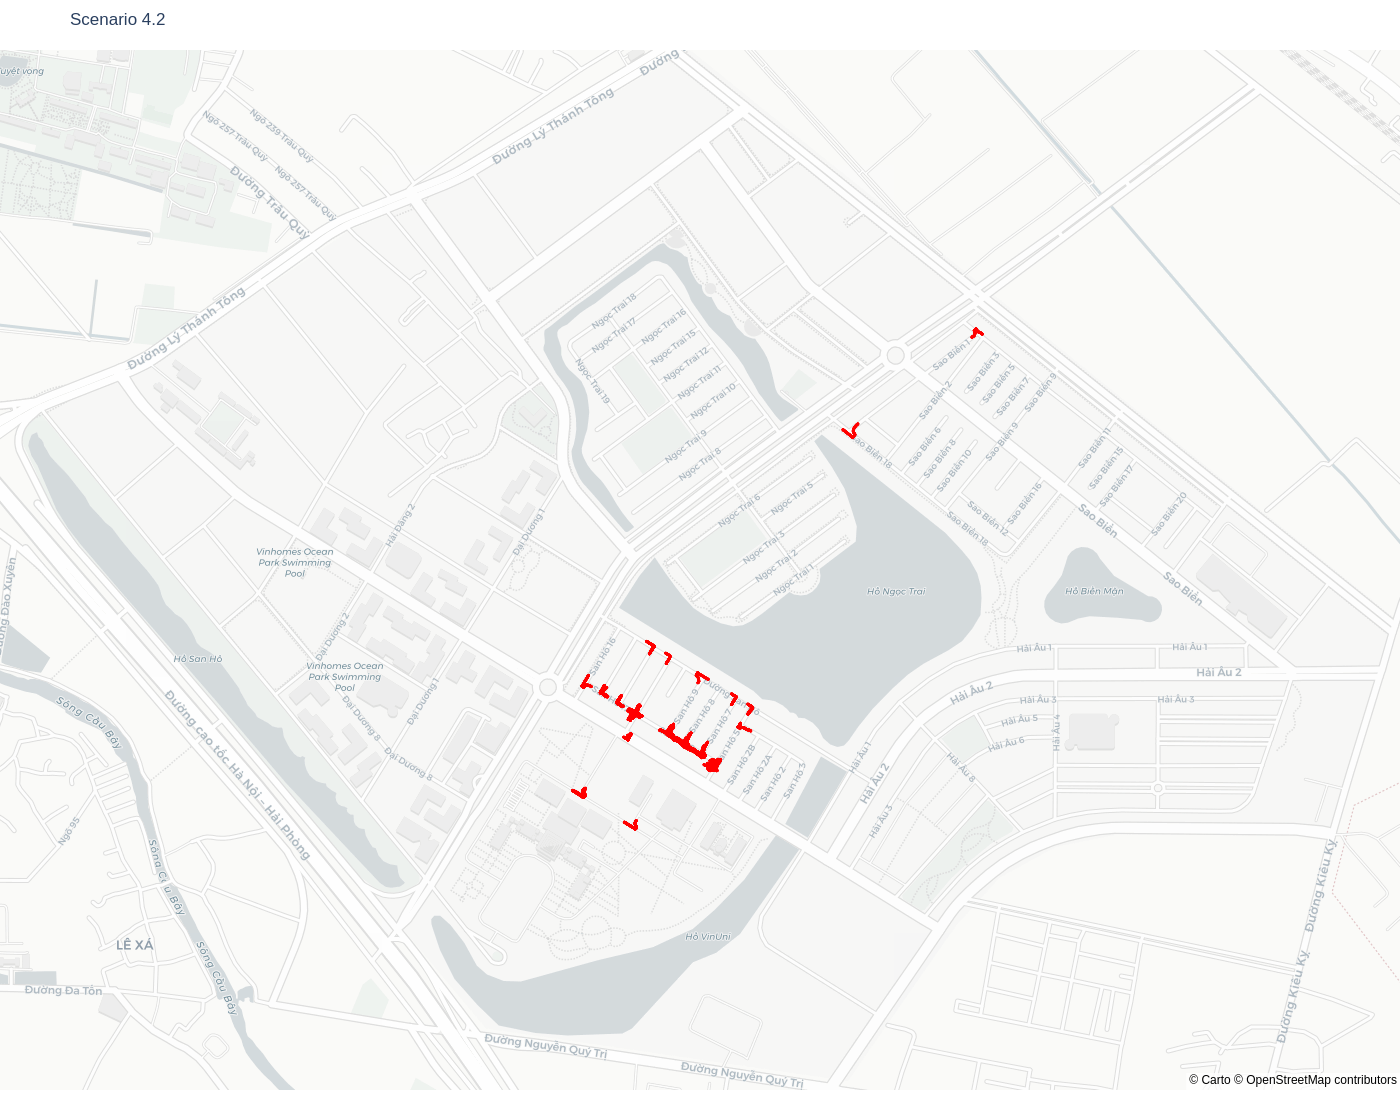 Scenario 4.2
Đường
Ngõ 239 Trâu Quỳ
Ngõ 257 Trâu Quỳ
Ngõ 257 Trâu Quỳ
Đường Trâu Quỳ
Đường Lý Thánh Tông
Đường Lý Thánh Tông
Ngọc Trai 18
Ngọc Trai 17
Ngọc Trai 16
Ngọc Trai 15
Ngọc Trai 12
Ngọc Trai 11
Ngọc Trai 10
Ngọc Trai 19
Ngọc Trai 9
Ngọc Trai 8
Ngọc Trai 6
Ngọc Trai 5
Ngọc Trai 3
Ngọc Trai 2
Ngọc Trai 1
Sao Biển 1
Sao Biển 3
Sao Biển 5
Sao Biển 7
Sao Biển 9
Sao Biển 2
Sao Biển 6
Sao Biển 8
Sao Biển 10
Sao Biển 9
Sao Biển 18
Sao Biển 11
Sao Biển 15
Sao Biển 17
Sao Biển 20
Sao Biển 16
Sao Biển 12
Sao Biển 18
Sao Biển
Sao Biển
Hải Đăng 2
Đại Dương 1
Vinhomes Ocean
Park Swimming
Pool
Hồ Ngọc Trai
Hồ Biển Mặn
Đại Dương 2
Hồ San Hô
Vinhomes Ocean
Park Swimming
Pool
Đại Dương 1
Đại Dương 8
Đại Dương 8
San Hô 16
San Hô 9
San Hô 8
San Hô 7
San Hô 5
San Hô 2B
San Hô 2A
San Hô 2
San Hô 3
Hải Âu 1
Hải Âu 1
Hải Âu 2
Hải Âu 2
Hải Âu 3
Hải Âu 3
Hải Âu 5
Hải Âu 4
Hải Âu 6
Hải Âu 8
Hải Âu 1
Hải Âu 2
Hải Âu 3
Sông Cầu Bây
Đường cao tốc Hà Nội - Hải Phòng
Ngõ 95
Sông Cầu Bây
Sông Cầu Bây
LÊ XÁ
Đường Đa Tốn
Hồ VinUni
Đường Kiêu Kỵ
Đường Kiêu Kỵ
Đường Nguyễn Quý Trị
Đường Nguyễn Quý Trị
© Carto © OpenStreetMap contributors